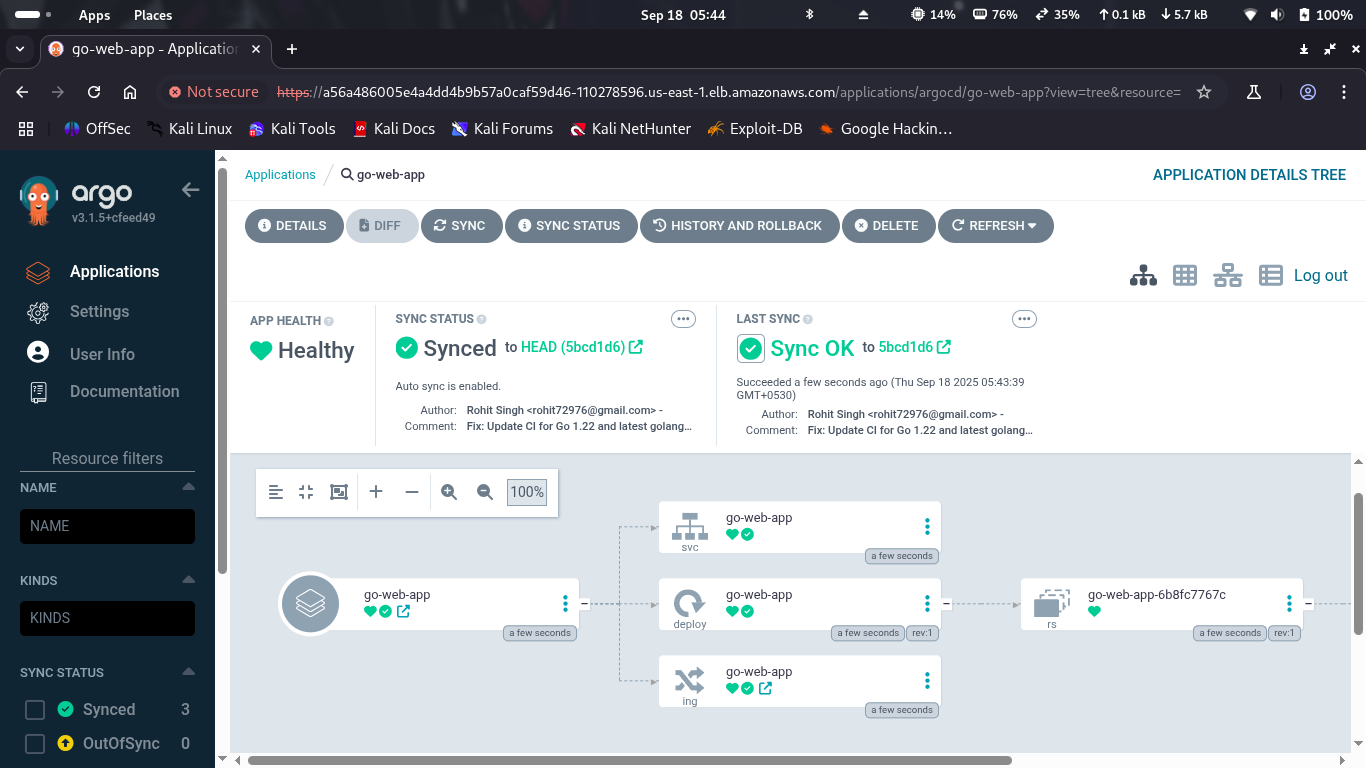 Apps Places Sep 18 05:44 14% 76% 35% 0.1 kB 5.7 kB 100%
go-web-app - Applicatio
Not secure https://a56a486005e4a4dd4b9b57a0caf59d46-110278596.us-east-1.elb.amazonaws.com/applications/argocd/go-web-app?view=tree&resource=
OffSec Kali Linux Kali Tools Kali Docs Kali Forums Kali NetHunter Exploit-DB Google Hackin…
argo
v3.1.5+cfeed49
Applications
Settings
User Info
Documentation
Resource filters
NAME
NAME
KINDS
KINDS
SYNC STATUS
Synced 3
OutOfSync 0
Applications / go-web-app APPLICATION DETAILS TREE
DETAILS DIFF SYNC SYNC STATUS HISTORY AND ROLLBACK DELETE REFRESH
Log out
APP HEALTH
Healthy
SYNC STATUS
Synced to HEAD (5bcd1d6)
Auto sync is enabled.
Author: Rohit Singh <rohit72976@gmail.com> -
Comment: Fix: Update CI for Go 1.22 and latest golang…
LAST SYNC
Sync OK to 5bcd1d6
Succeeded a few seconds ago (Thu Sep 18 2025 05:43:39
GMT+0530)
Author: Rohit Singh <rohit72976@gmail.com> -
Comment: Fix: Update CI for Go 1.22 and latest golang…
100%
go-web-app
a few seconds
go-web-app
svc
a few seconds
go-web-app
deploy
a few seconds rev:1
go-web-app
ing
a few seconds
go-web-app-6b8fc7767c
rs
a few seconds rev:1